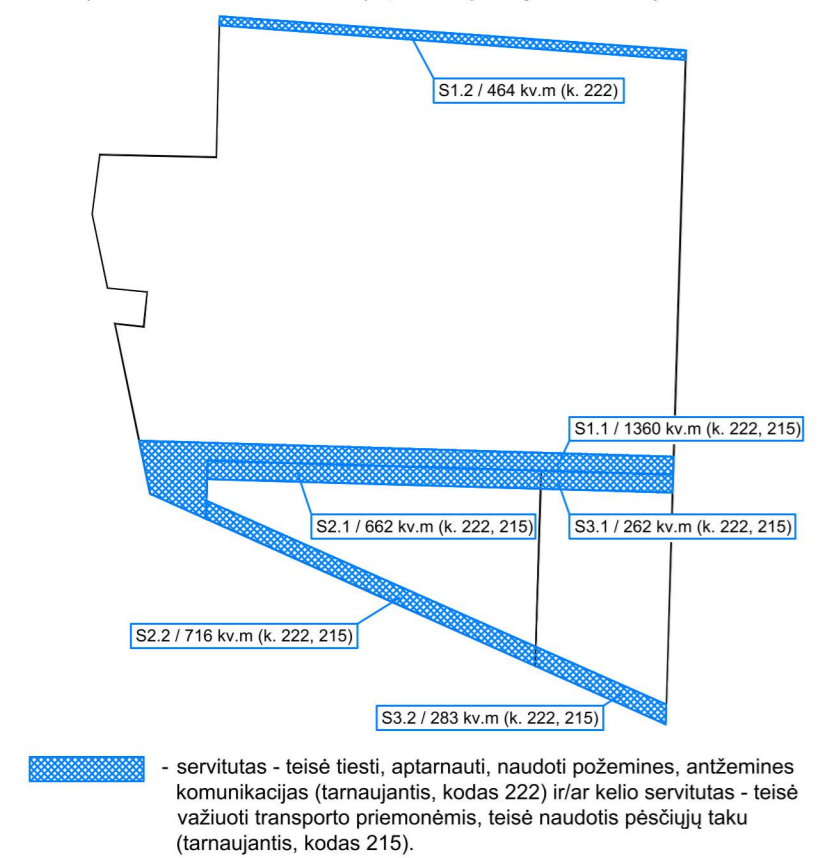 S1.2 / 464 kv.m (k. 222)
S1.1 / 1360 kv.m (k. 222, 215)
S2.1 / 662 kv.m (k. 222, 215)
S3.1 / 262 kv.m (k. 222, 215)
S2.2 / 716 kv.m (k. 222, 215)
S3.2 / 283 kv.m (k. 222, 215)
- servitutas - teisė tiesti, aptarnauti, naudoti požemines, antžemines
komunikacijas (tarnaujantis, kodas 222) ir/ar kelio servitutas - teisė
važiuoti transporto priemonėmis, teisė naudotis pėsčiųjų taku
(tarnaujantis, kodas 215).